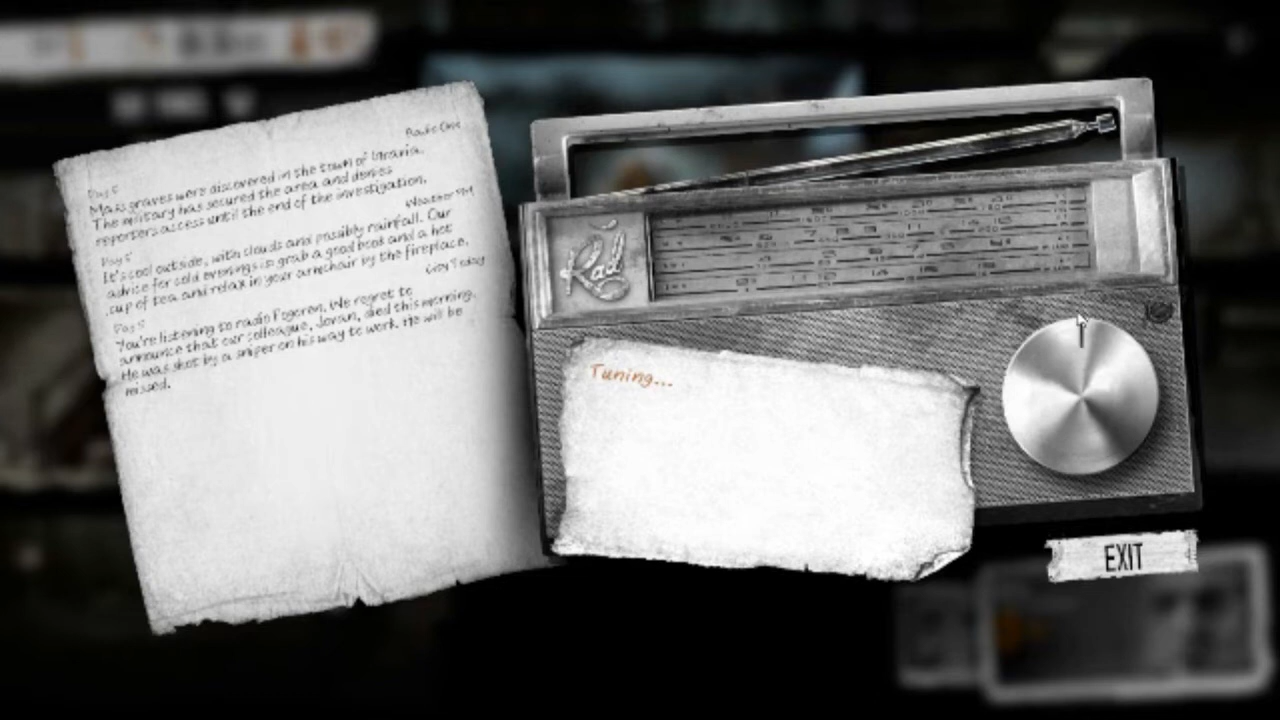 Radio One
Day 5
Mass graves were discovered in the town of Grania.
The military has secured the area and denies
reporters access until the end of the investigation.
Weather FM
Day 5
It's cool outside, with clouds and possibly rainfall. Our
advice for cold evenings is: grab a good book and a hot
cup of tea and relax in your armchair by the fireplace.
City Today
Day 5
You're listening to radio Pogoren. We regret to
announce that our colleague, Jovan, died this morning.
He was shot by a sniper on his way to work. He will be
missed.
Rad
Tuning...
EXIT